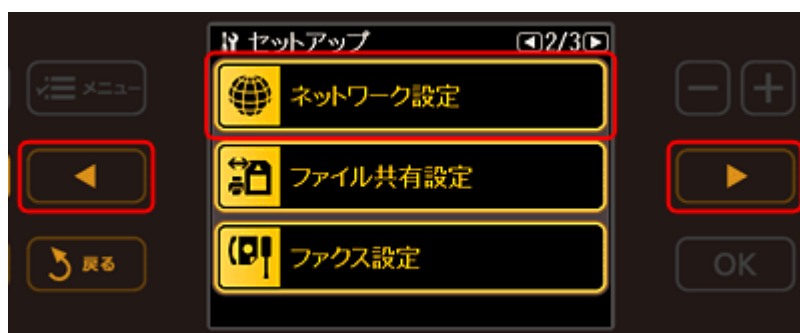 セットアップ ◀2/3▶
メニュー
ネットワーク設定
ファイル共有設定
戻る
ファクス設定
OK